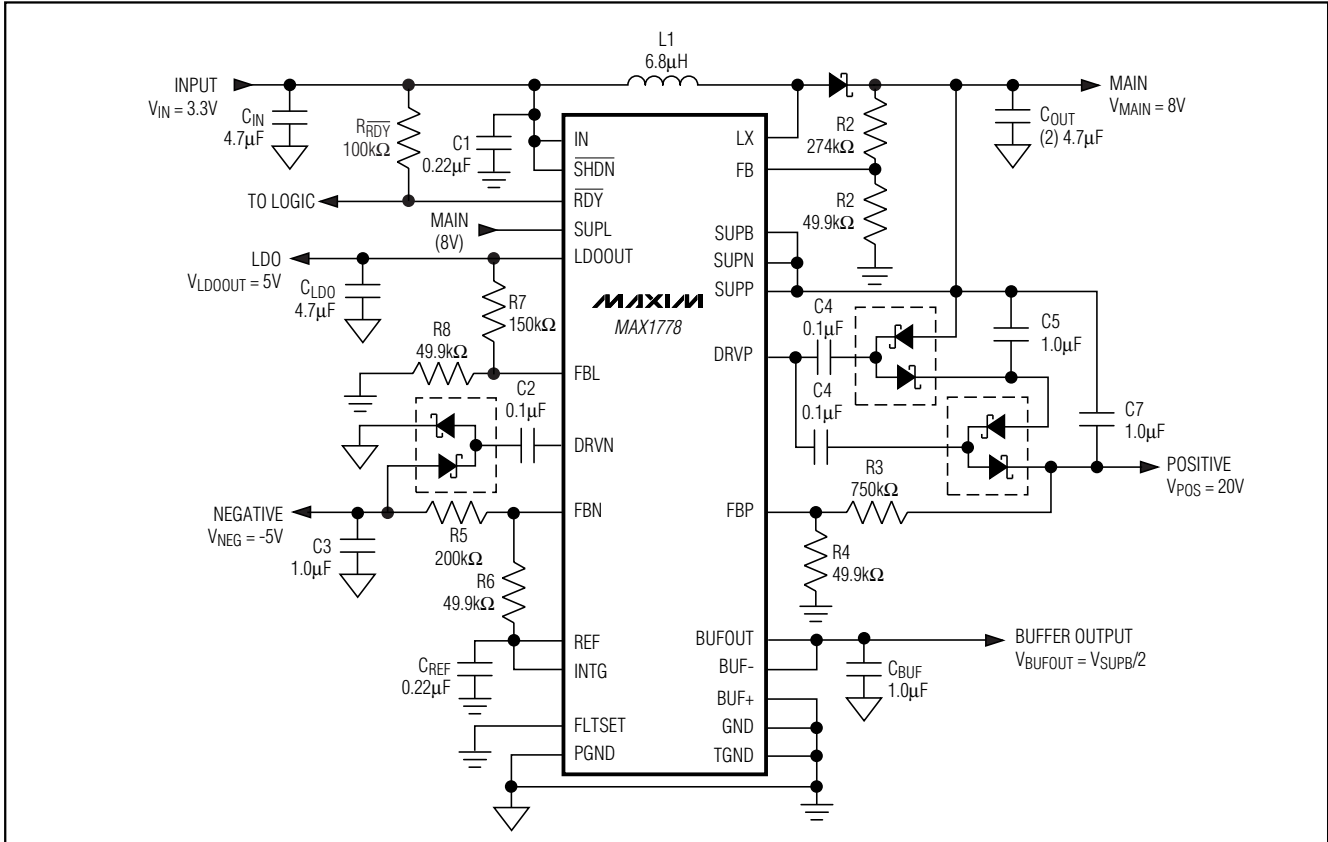 L1
6.8µH
INPUT
VIN = 3.3V
CIN
4.7µF
RRDY
100kΩ
C1
0.22µF
TO LOGIC
MAIN
(8V)
LDO
VLDOOUT = 5V
CLDO
4.7µF
R7
150kΩ
R8
49.9kΩ
C2
0.1µF
NEGATIVE
VNEG = -5V
C3
1.0µF
R5
200kΩ
R6
49.9kΩ
CREF
0.22µF
IN
SHDN
RDY
SUPL
LDOOUT
FBL
DRVN
FBN
REF
INTG
FLTSET
PGND
MAXIM
MAX1778
LX
FB
SUPB
SUPN
SUPP
DRVP
FBP
BUFOUT
BUF-
BUF+
GND
TGND
R2
274kΩ
R2
49.9kΩ
MAIN
VMAIN = 8V
COUT
(2) 4.7µF
C4
0.1µF
C4
0.1µF
C5
1.0µF
C7
1.0µF
POSITIVE
VPOS = 20V
R3
750kΩ
R4
49.9kΩ
BUFFER OUTPUT
VBUFOUT = VSUPB/2
CBUF
1.0µF